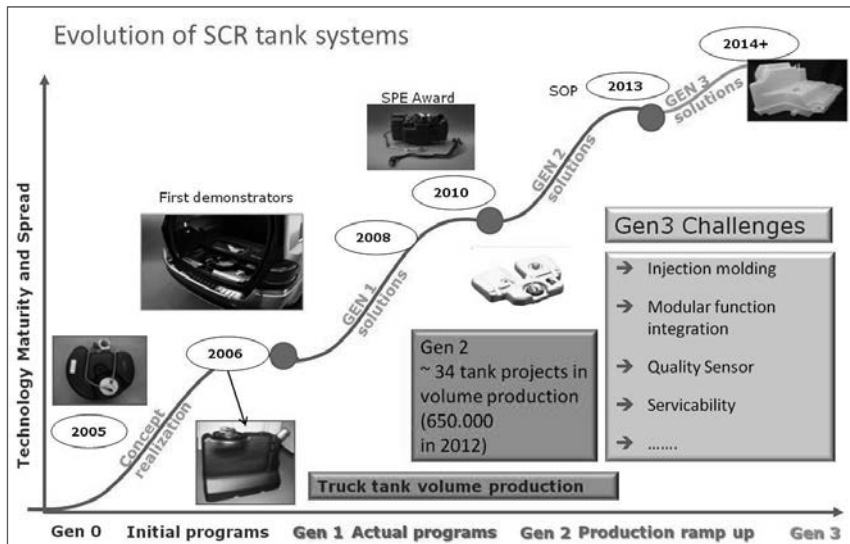 Evolution of SCR tank systems
2014+
SOP
2013
GEN 3
solutions
SPE Award
2010
GEN 2
solutions
First demonstrators
2008
GEN 1
solutions
2006
2005
Concept
realization
Technology Maturity and Spread
Gen3 Challenges
→ Injection molding
→ Modular function
integration
→ Quality Sensor
→ Servicability
→ .......
Gen 2
~ 34 tank projects in
volume production
(650.000
in 2012)
Truck tank volume production
Gen 0 Initial programs Gen 1 Actual programs Gen 2 Production ramp up Gen 3